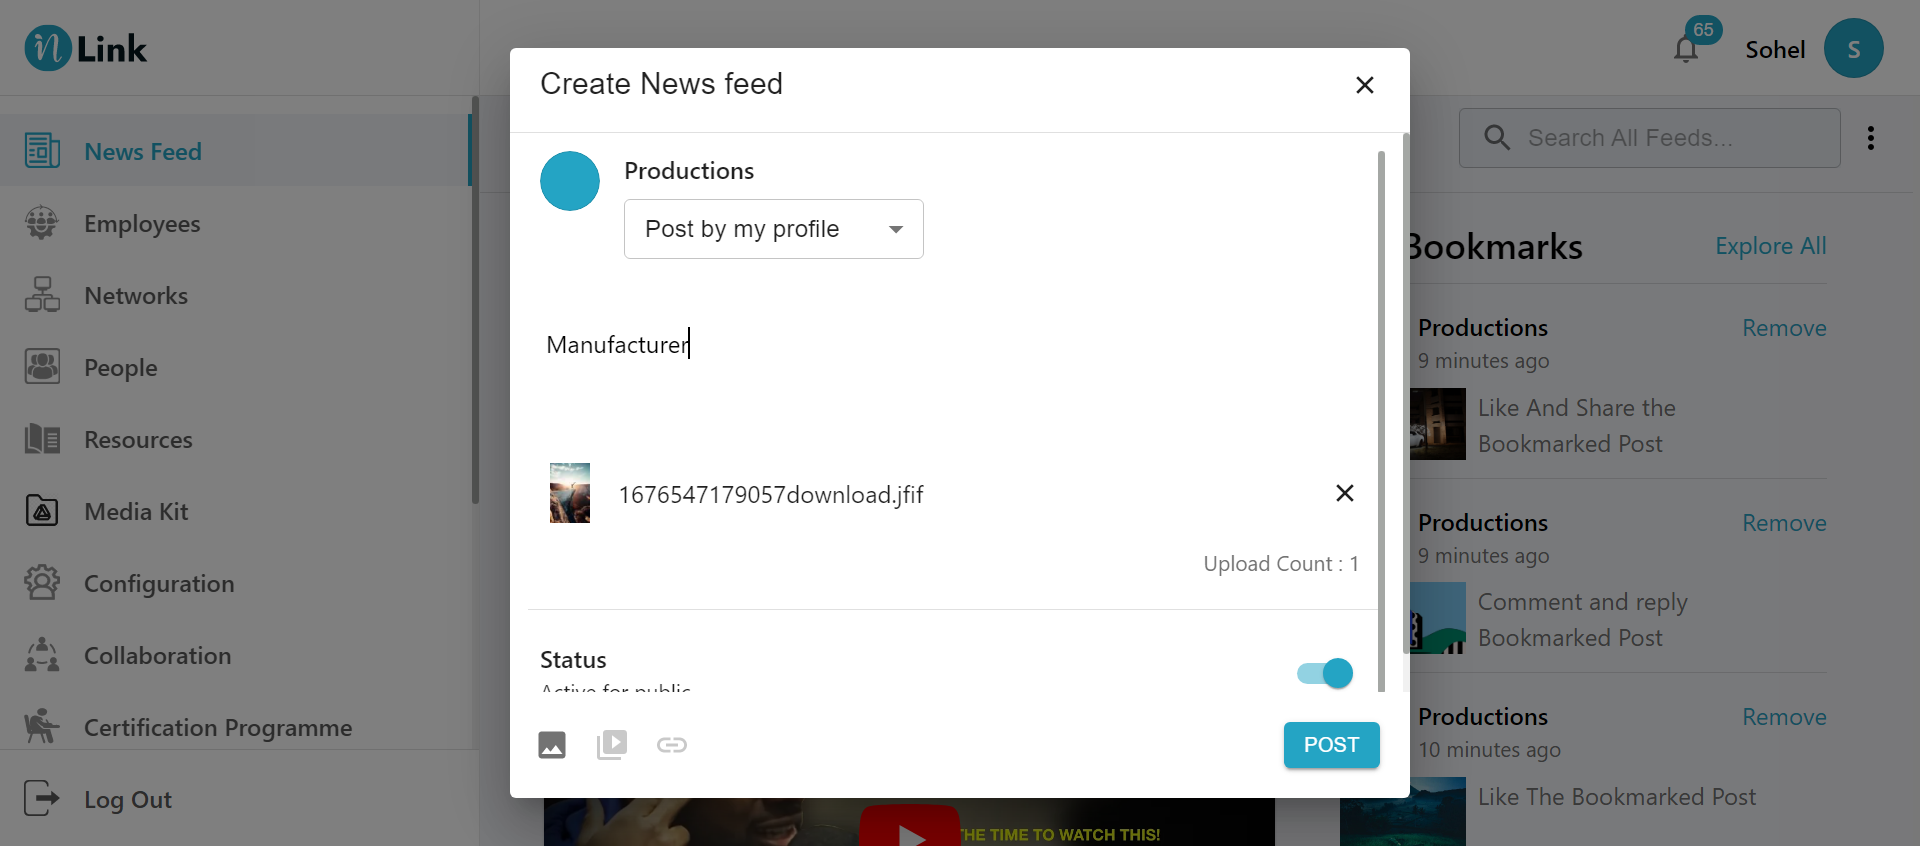 Link
65
Sohel
S
News Feed
Employees
Networks
People
Resources
Media Kit
Configuration
Collaboration
Certification Programme
Log Out
Create News feed
Productions
Post by my profile
Manufacturer
1676547179057download.jfif
Upload Count : 1
Status
Active for public
POST
THE TIME TO WATCH THIS!
Search All Feeds...
Bookmarks
Explore All
Productions
Remove
9 minutes ago
Like And Share the
Bookmarked Post
Productions
Remove
9 minutes ago
Comment and reply
Bookmarked Post
Productions
Remove
10 minutes ago
Like The Bookmarked Post